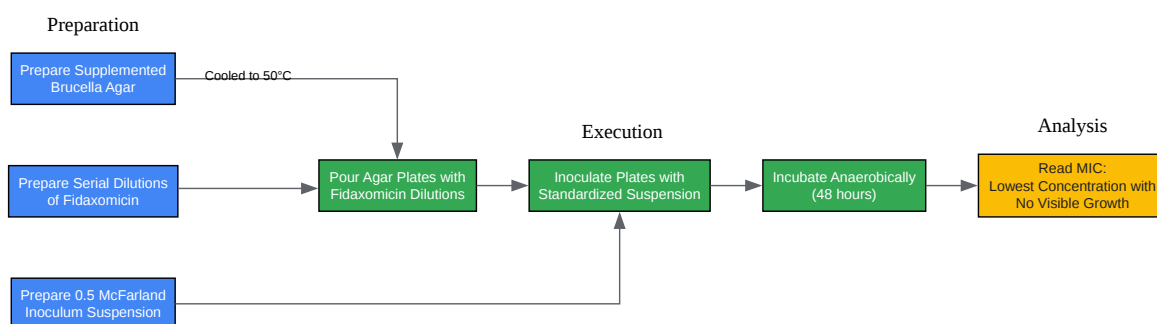 Preparation
Prepare Supplemented
Brucella Agar
Cooled to 50°C
Execution
Analysis
Prepare Serial Dilutions
of Fidaxomicin
Pour Agar Plates with
Fidaxomicin Dilutions
Inoculate Plates with
Standardized Suspension
Incubate Anaerobically
(48 hours)
Read MIC:
Lowest Concentration with
No Visible Growth
Prepare 0.5 McFarland
Inoculum Suspension